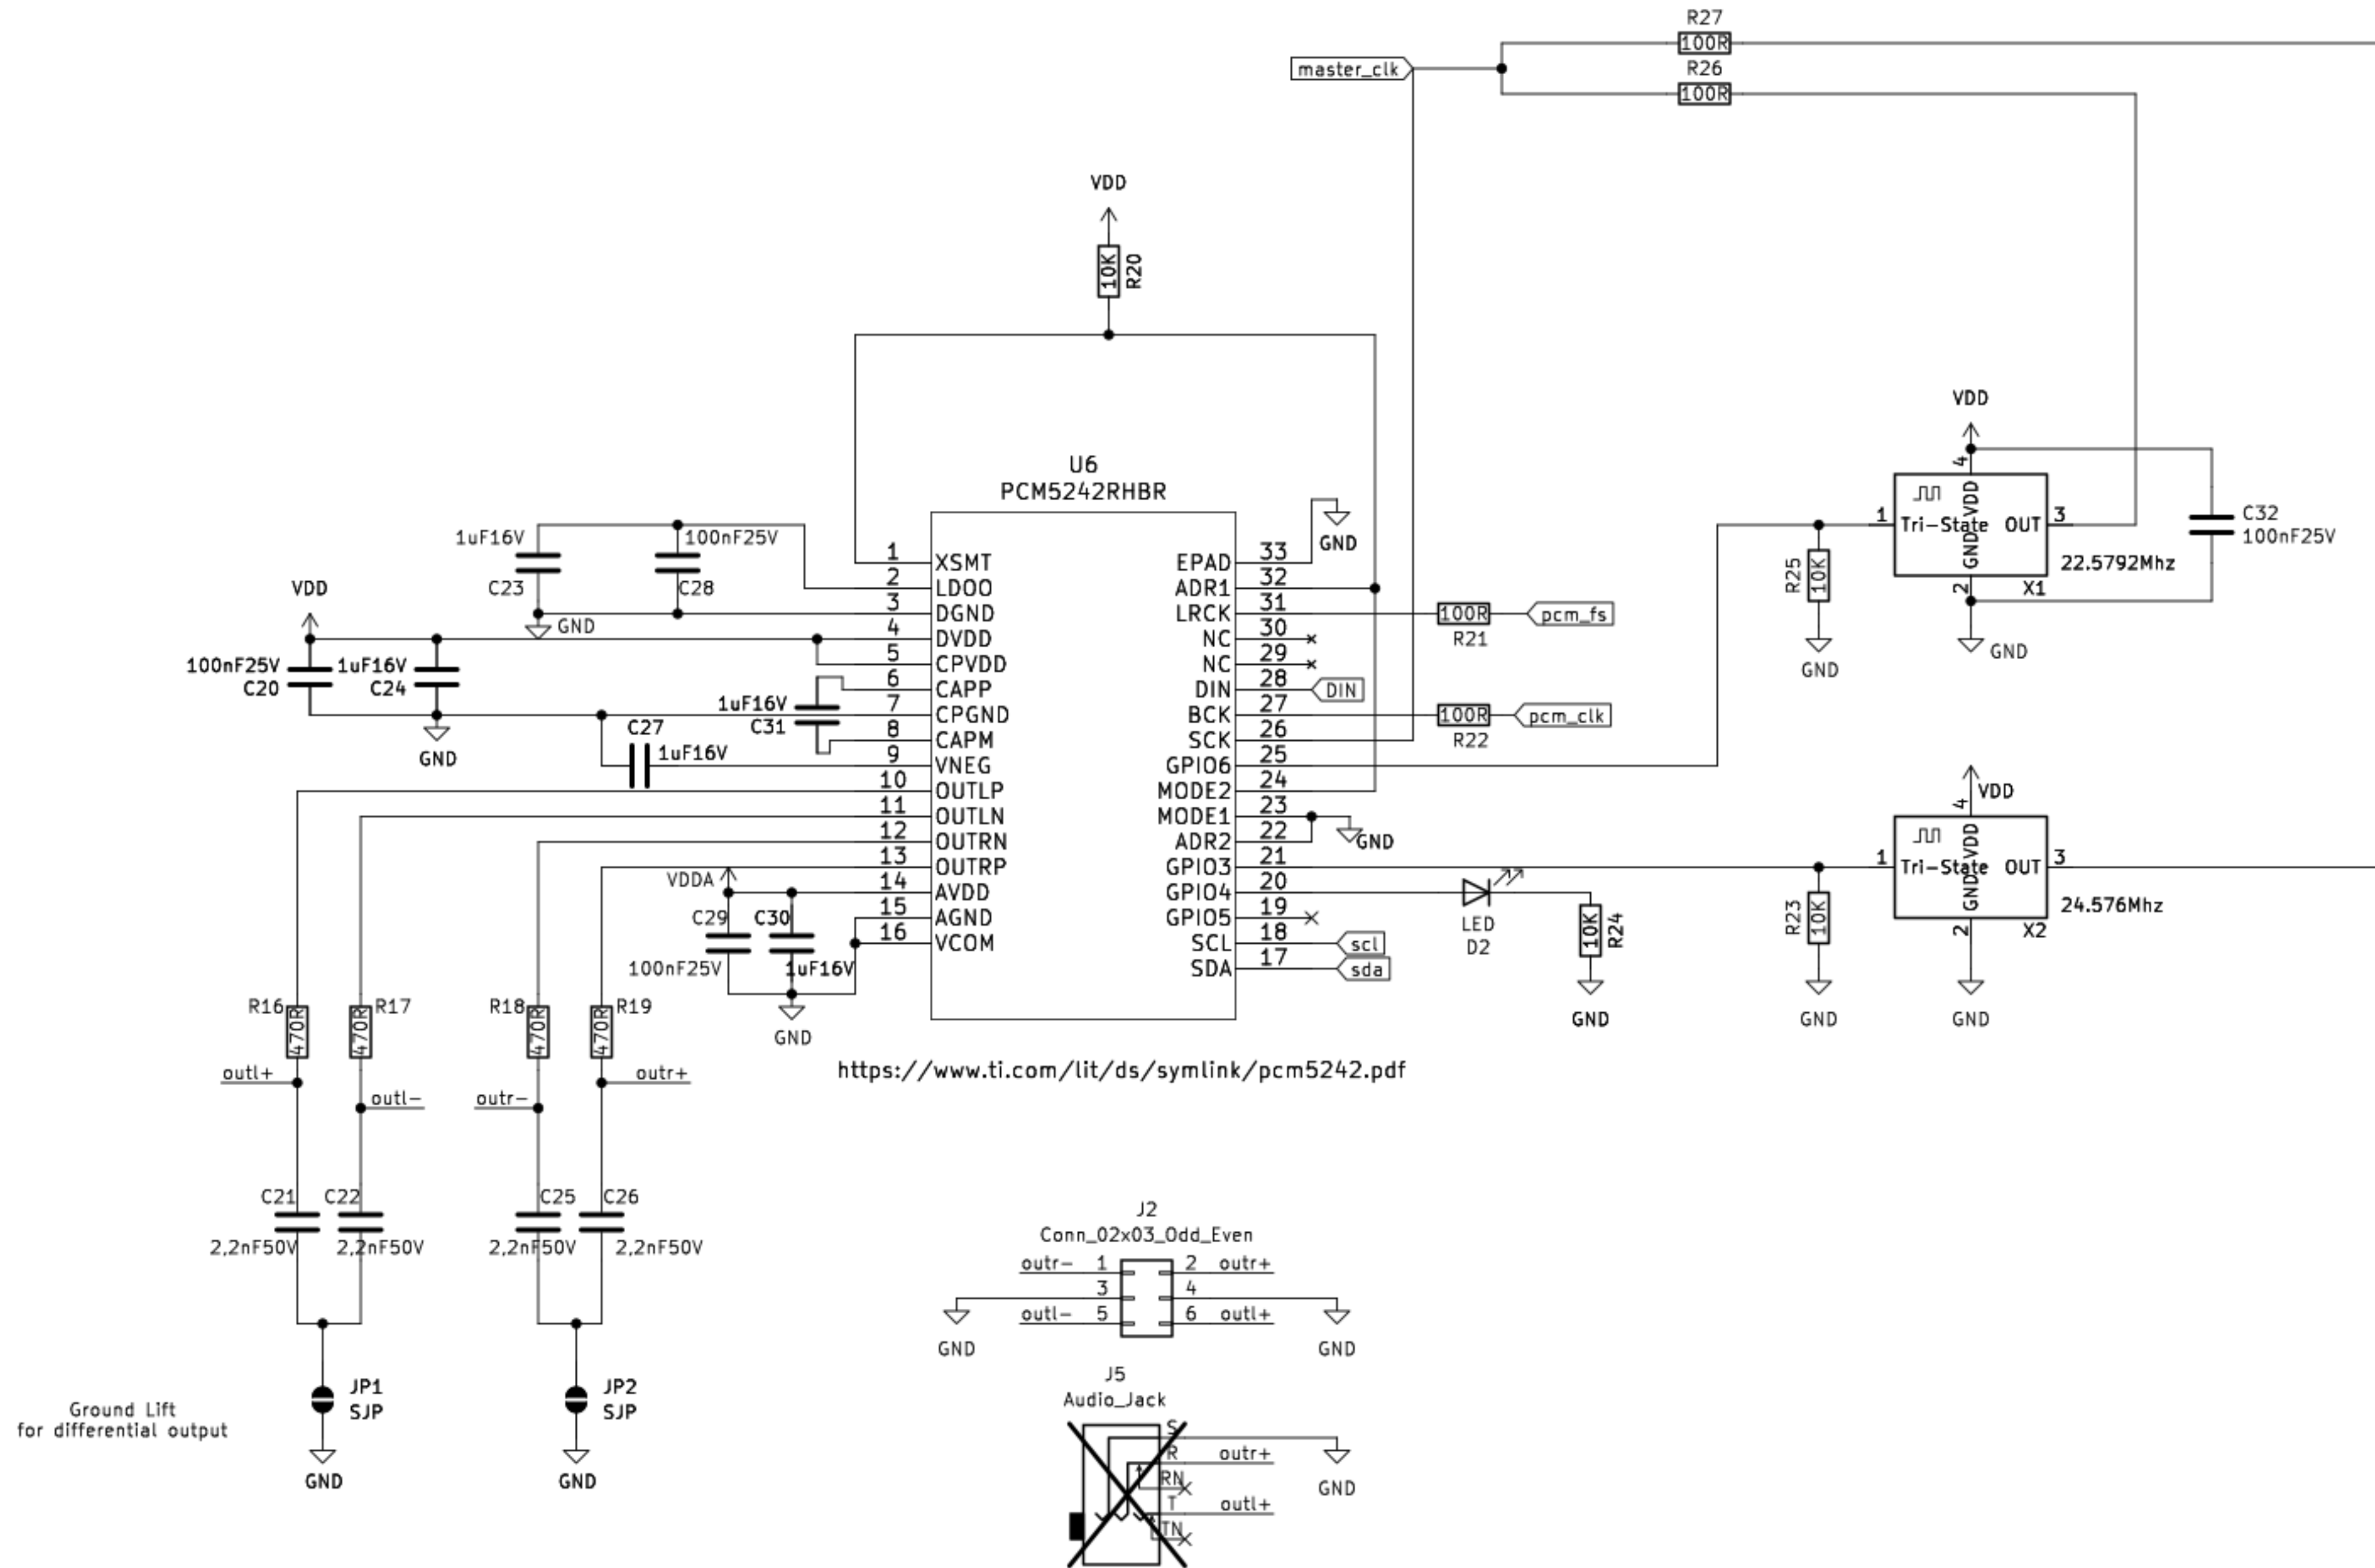 R27
100R
master_clk
R26
100R
VDD
10K
R20
VDD
U6
PCM5242RHBR
4
VDD
1
Tri-State
OUT
3
GND
2
22.5792Mhz
X1
C32
100nF25V
R25
10K
GND
GND
1uF16V
100nF25V
C23
C28
GND
VDD
100nF25V
C20
1uF16V
C24
GND
1uF16V
C31
C27
1uF16V
1 XSMT
2 LDOO
3 DGND
4 DVDD
5 CPVDD
6 CAPP
7 CPGND
8 CAPM
9 VNEG
10 OUTLP
11 OUTLN
12 OUTRN
13 OUTRP
14 AVDD
15 AGND
16 VCOM
EPAD 33
ADR1 32
LRCK 31
NC 30
NC 29
DIN 28
BCK 27
SCK 26
GPIO6 25
MODE2 24
MODE1 23
ADR2 22
GPIO3 21
GPIO4 20
GPIO5 19
SCL 18
SDA 17
GND
100R
R21
pcm_fs
DIN
100R
R22
pcm_clk
GND
LED
D2
10K
R24
GND
scl
sda
VDD
4
VDD
1
Tri-State
OUT
3
GND
2
24.576Mhz
X2
R23
10K
GND
GND
VDDA
C29
C30
100nF25V
1uF16V
GND
R16
470R
R17
470R
R18
470R
R19
470R
outl+
outl-
outr-
outr+
https://www.ti.com/lit/ds/symlink/pcm5242.pdf
C21
C22
C25
C26
2,2nF50V
2,2nF50V
2,2nF50V
2,2nF50V
J2
Conn_02x03_Odd_Even
outr- 1
2 outr+
3
4
outl- 5
6 outl+
GND
GND
JP1
SJP
JP2
SJP
Ground Lift
for differential output
GND
GND
J5
Audio_Jack
S
R
outr+
RN
T
outl+
TN
GND